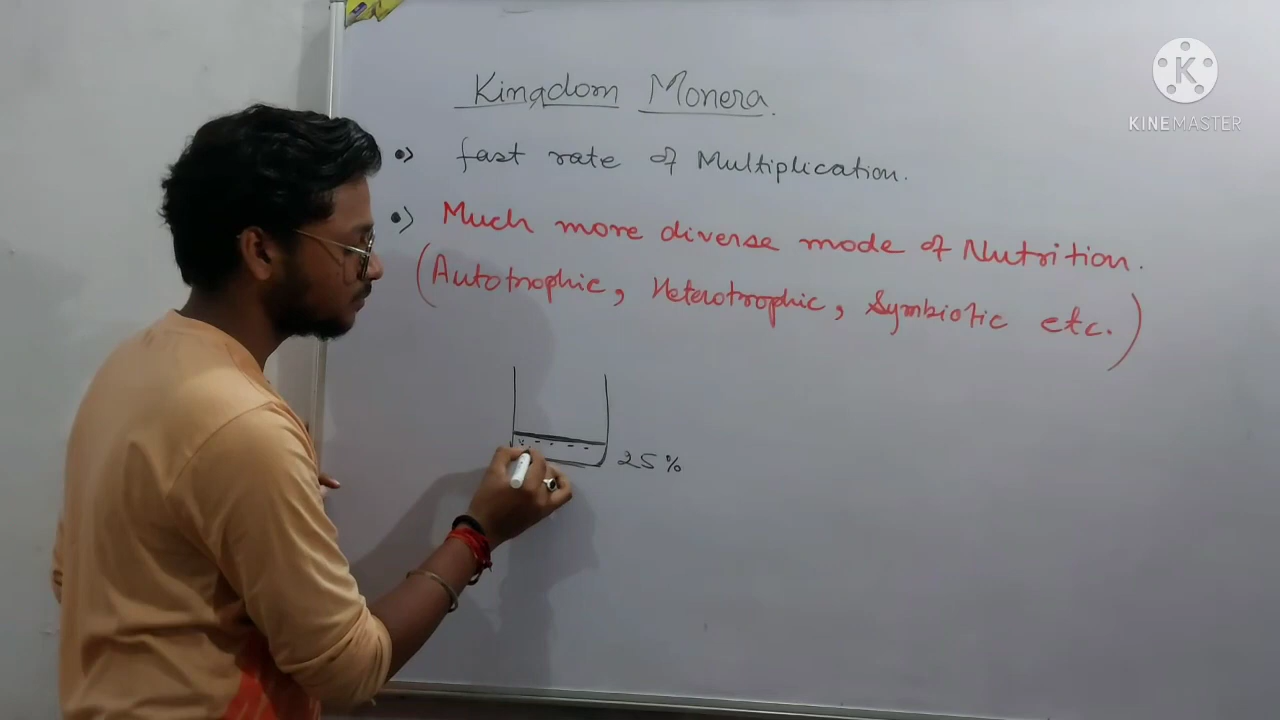 Kingdom Monera.
•) fast rate of Multiplication.
•) Much more diverse mode of Nutrition.
(Autotrophic, Heterotrophic, Symbiotic etc.)
25%
K
KINEMASTER